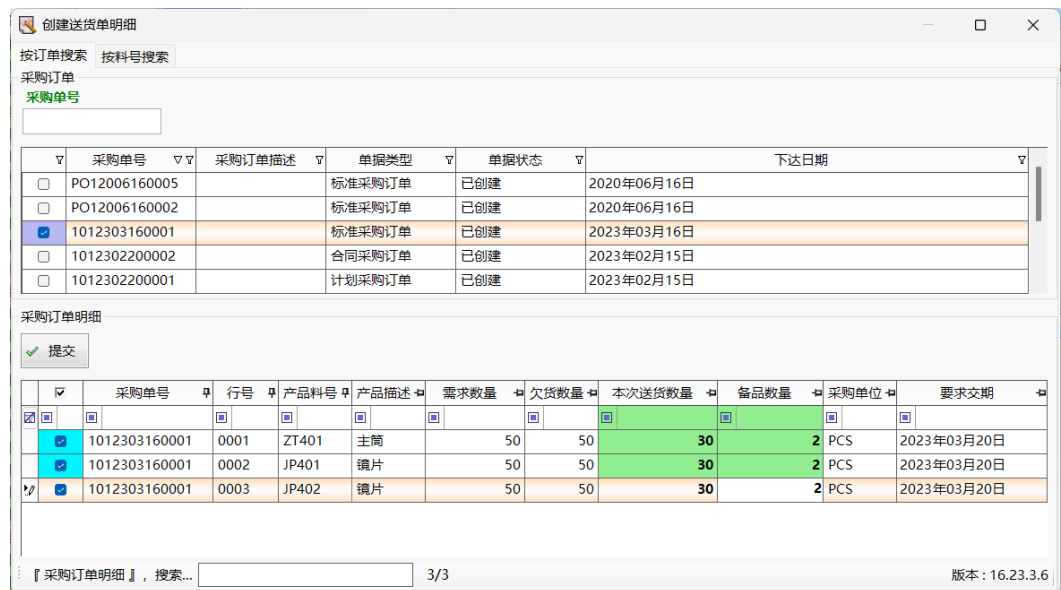 创建送货单明细
按订单搜索 按料号搜索
采购订单
采购单号
采购单号 采购订单描述 单据类型 单据状态 下达日期
PO12006160005 标准采购订单 已创建 2020年06月16日
PO12006160002 标准采购订单 已创建 2020年06月16日
1012303160001 标准采购订单 已创建 2023年03月16日
1012302200002 合同采购订单 已创建 2023年02月15日
1012302200001 计划采购订单 已创建 2023年02月15日
采购订单明细
提交
采购单号 行号 产品料号 产品描述 需求数量 欠货数量 本次送货数量 备品数量 采购单位 要求交期
1012303160001 0001 ZT401 主筒 50 50 30 2 PCS 2023年03月20日
1012303160001 0002 JP401 镜片 50 50 30 2 PCS 2023年03月20日
1012303160001 0003 JP402 镜片 50 50 30 2 PCS 2023年03月20日
『 采购订单明细 』, 搜索... 3/3 版本 : 16.23.3.6